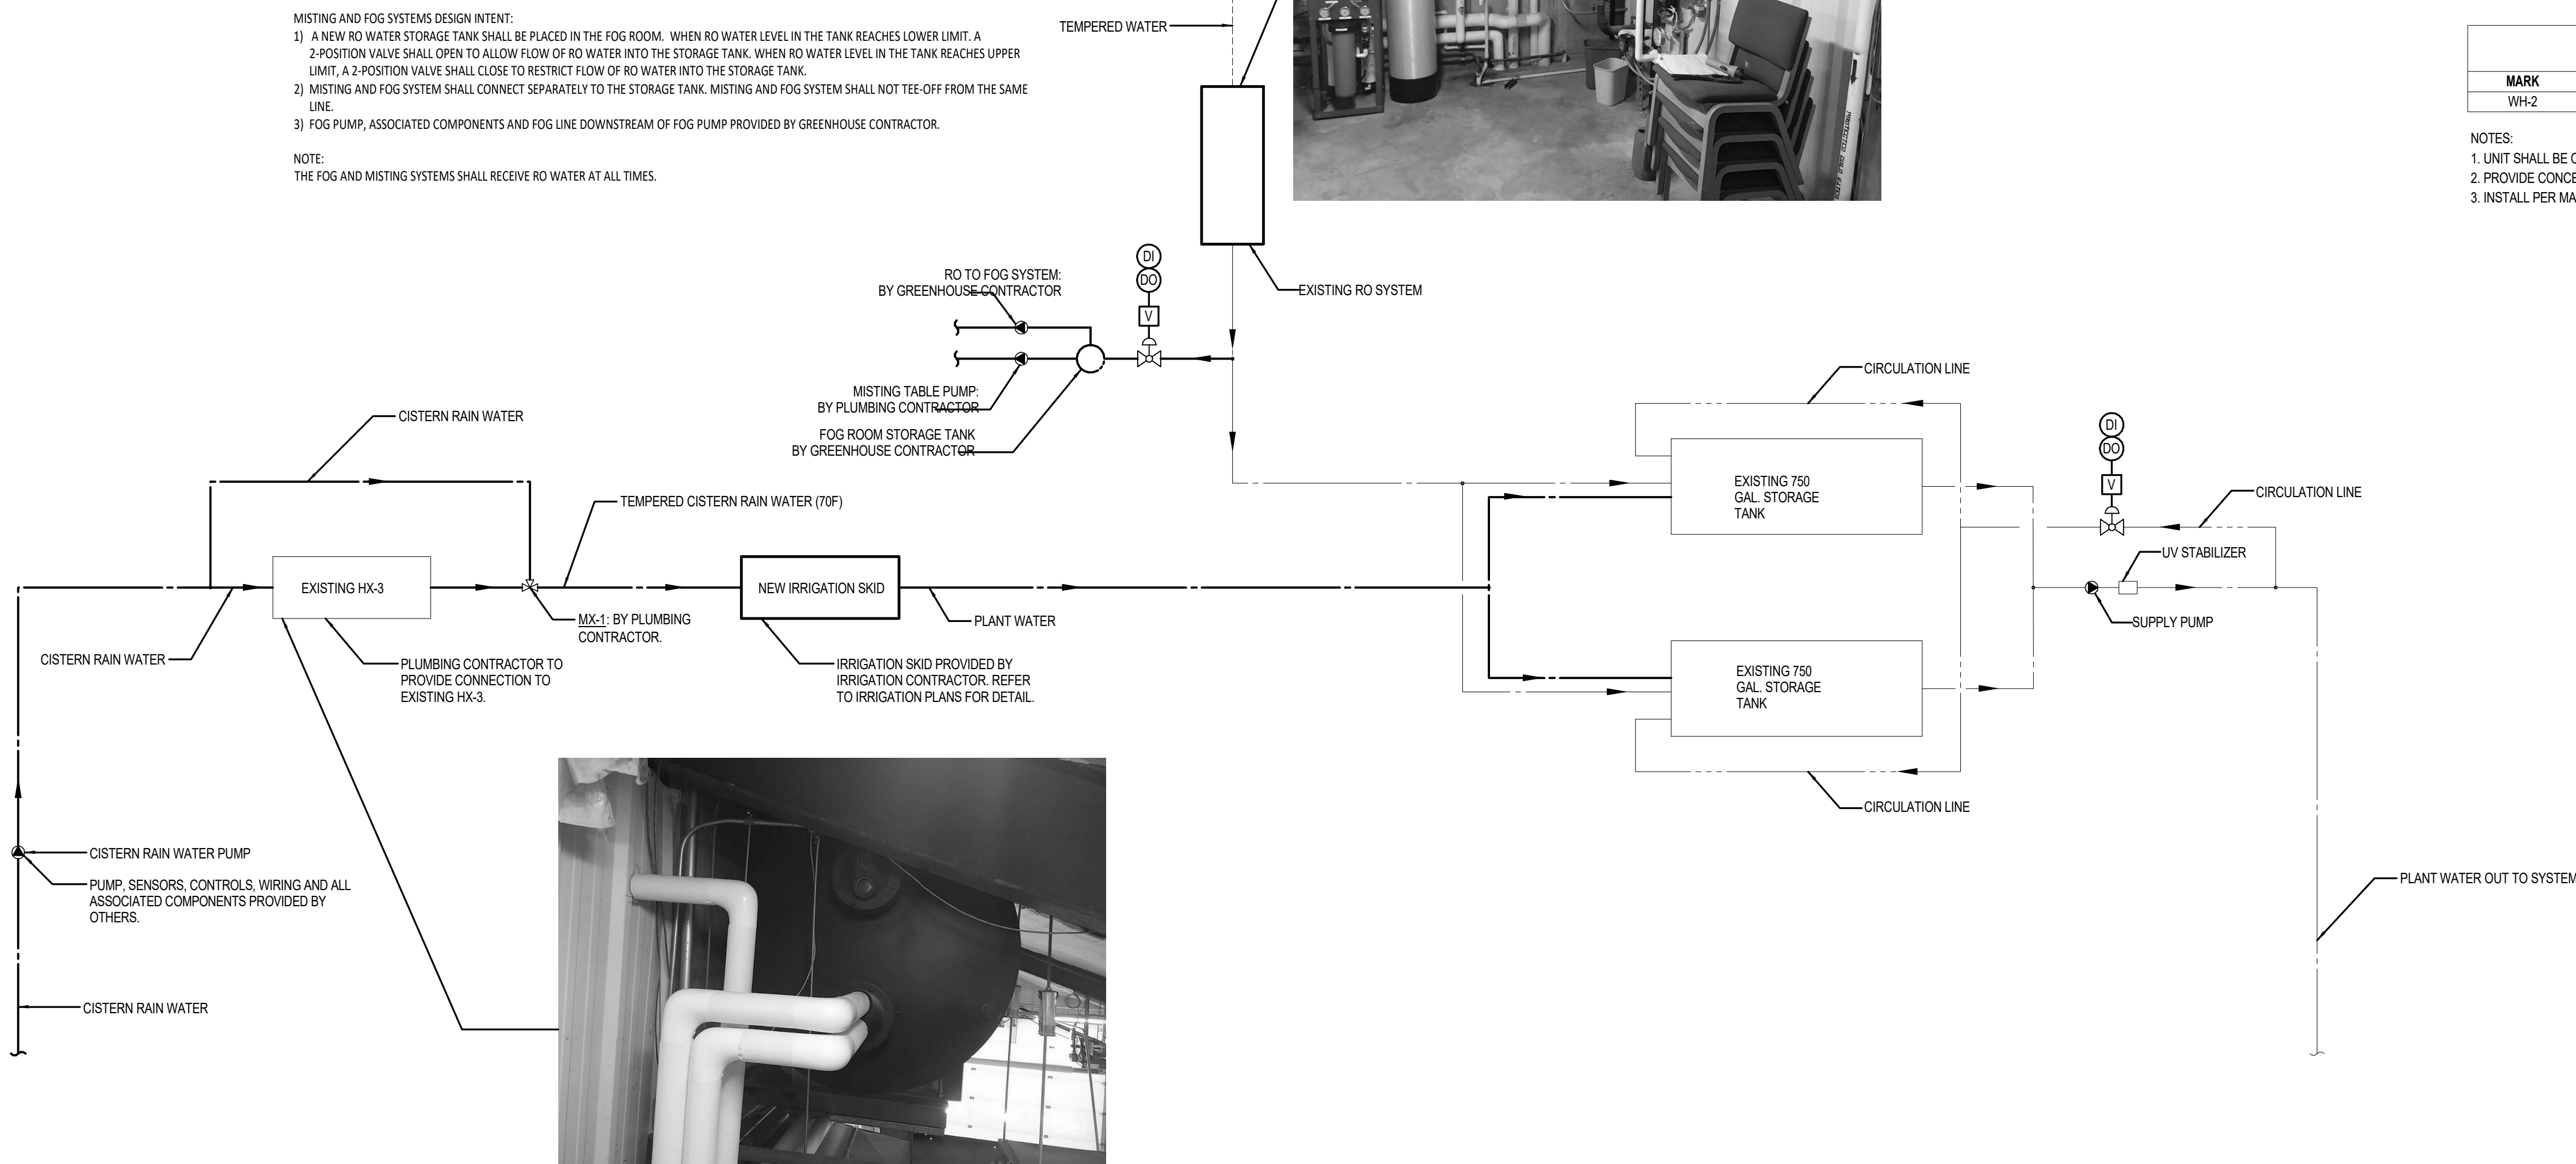 MISTING AND FOG SYSTEMS DESIGN INTENT:
1) A NEW RO WATER STORAGE TANK SHALL BE PLACED IN THE FOG ROOM. WHEN RO WATER LEVEL IN THE TANK REACHES LOWER LIMIT. A
2-POSITION VALVE SHALL OPEN TO ALLOW FLOW OF RO WATER INTO THE STORAGE TANK. WHEN RO WATER LEVEL IN THE TANK REACHES UPPER
LIMIT, A 2-POSITION VALVE SHALL CLOSE TO RESTRICT FLOW OF RO WATER INTO THE STORAGE TANK.
2) MISTING AND FOG SYSTEM SHALL CONNECT SEPARATELY TO THE STORAGE TANK. MISTING AND FOG SYSTEM SHALL NOT TEE-OFF FROM THE SAME
LINE.
3) FOG PUMP, ASSOCIATED COMPONENTS AND FOG LINE DOWNSTREAM OF FOG PUMP PROVIDED BY GREENHOUSE CONTRACTOR.
NOTE:
THE FOG AND MISTING SYSTEMS SHALL RECEIVE RO WATER AT ALL TIMES.
TEMPERED WATER
MARK
WH-2
NOTES:
1. UNIT SHALL BE
2. PROVIDE
3. INSTALL PER
DI
DO
V
RO TO FOG SYSTEM:
BY GREENHOUSE CONTRACTOR
EXISTING RO SYSTEM
MISTING TABLE PUMP:
BY PLUMBING CONTRACTOR
FOG ROOM STORAGE TANK
BY GREENHOUSE CONTRACTOR
CIRCULATION LINE
CISTERN RAIN WATER
DI
DO
V
EXISTING 750
GAL. STORAGE
TANK
CIRCULATION LINE
TEMPERED CISTERN RAIN WATER (70F)
UV STABILIZER
EXISTING HX-3
NEW IRRIGATION SKID
MX-1: BY PLUMBING
CONTRACTOR.
PLANT WATER
SUPPLY PUMP
CISTERN RAIN WATER
PLUMBING CONTRACTOR TO
PROVIDE CONNECTION TO
EXISTING HX-3.
IRRIGATION SKID PROVIDED BY
IRRIGATION CONTRACTOR. REFER
TO IRRIGATION PLANS FOR DETAIL.
EXISTING 750
GAL. STORAGE
TANK
CIRCULATION LINE
CISTERN RAIN WATER PUMP
PUMP, SENSORS, CONTROLS, WIRING AND ALL
ASSOCIATED COMPONENTS PROVIDED BY
OTHERS.
PLANT WATER OUT TO SYSTEM
CISTERN RAIN WATER